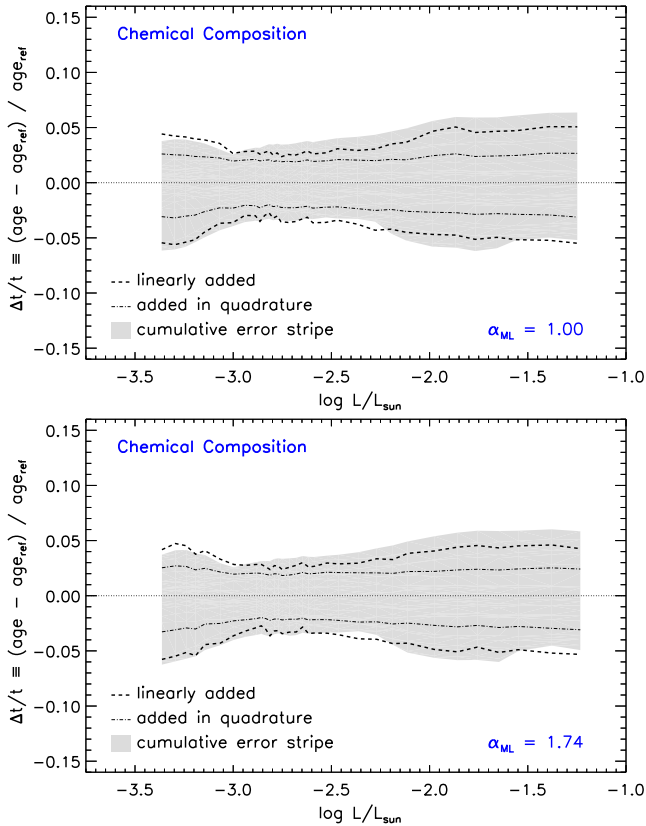 0.15
Chemical Composition
0.10
0.05
0.00
−0.05
−0.10
−0.15
Δt/t ≡ (age − age_ref) / age_ref
linearly added
added in quadrature
cumulative error stripe
α_ML = 1.00
−3.5 −3.0 −2.5 −2.0 −1.5 −1.0
log L/L_sun
0.15
Chemical Composition
0.10
0.05
0.00
−0.05
−0.10
−0.15
Δt/t ≡ (age − age_ref) / age_ref
linearly added
added in quadrature
cumulative error stripe
α_ML = 1.74
−3.5 −3.0 −2.5 −2.0 −1.5 −1.0
log L/L_sun